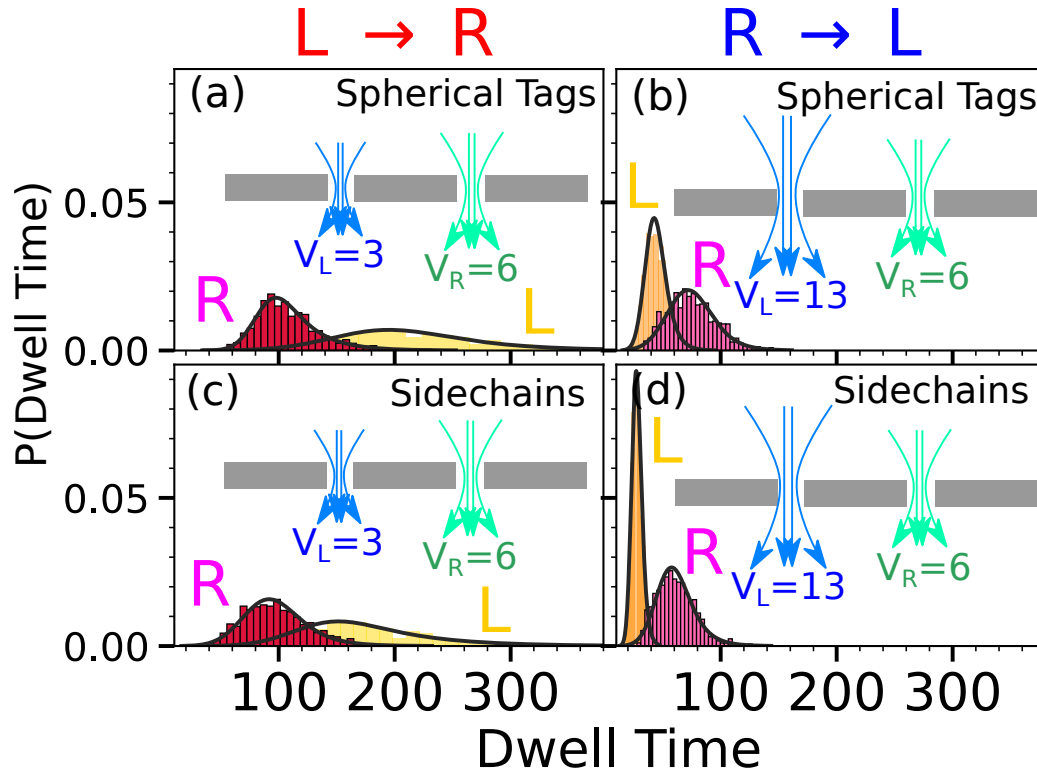 L → R
R → L
P(Dwell Time)
(a)
Spherical Tags
0.05
0.00
V_L=3
V_R=6
R
L
(b)
Spherical Tags
L
R
V_L=13
V_R=6
(c)
Sidechains
0.05
0.00
V_L=3
V_R=6
R
L
(d)
Sidechains
L
R
V_L=13
V_R=6
100 200 300
100 200 300
Dwell Time